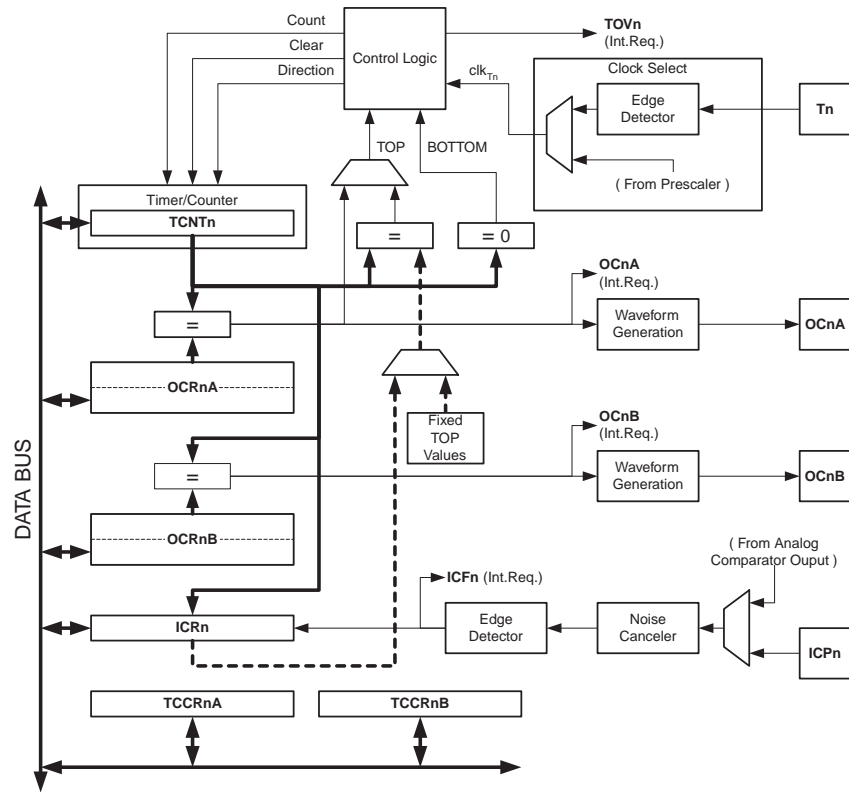 Count
Clear
Direction
Control Logic
TOVn
(Int.Req.)
clkTn
Clock Select
Edge
Detector
Tn
( From Prescaler )
TOP
BOTTOM
Timer/Counter
TCNTn
=
= 0
OCnA
(Int.Req.)
=
Waveform
Generation
OCnA
OCRnA
Fixed
TOP
Values
OCnB
(Int.Req.)
=
Waveform
Generation
OCnB
DATA BUS
OCRnB
( From Analog
Comparator Ouput )
ICFn (Int.Req.)
ICRn
Edge
Detector
Noise
Canceler
ICPn
TCCRnA
TCCRnB